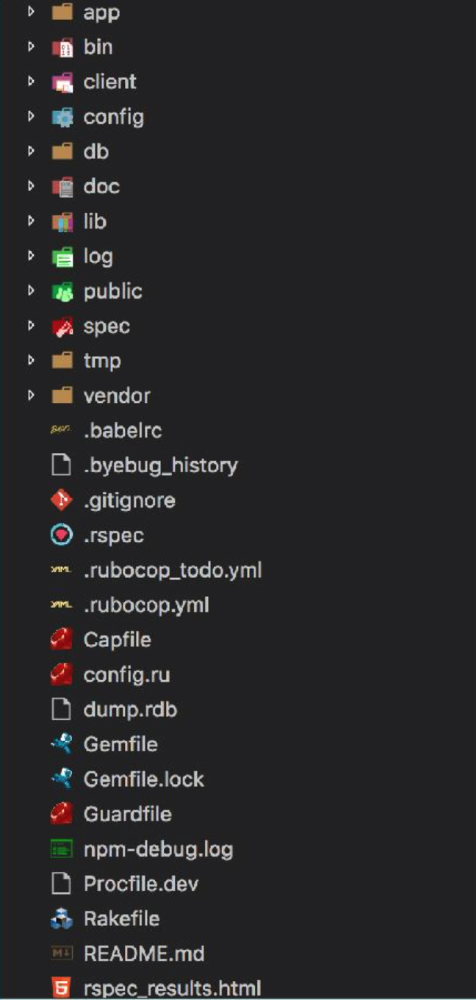 app
bin
client
config
db
doc
lib
log
public
spec
tmp
vendor
.babelrc
.byebug_history
.gitignore
.rspec
.rubocop_todo.yml
.rubocop.yml
Capfile
config.ru
dump.rdb
Gemfile
Gemfile.lock
Guardfile
npm-debug.log
Procfile.dev
Rakefile
README.md
rspec_results.html